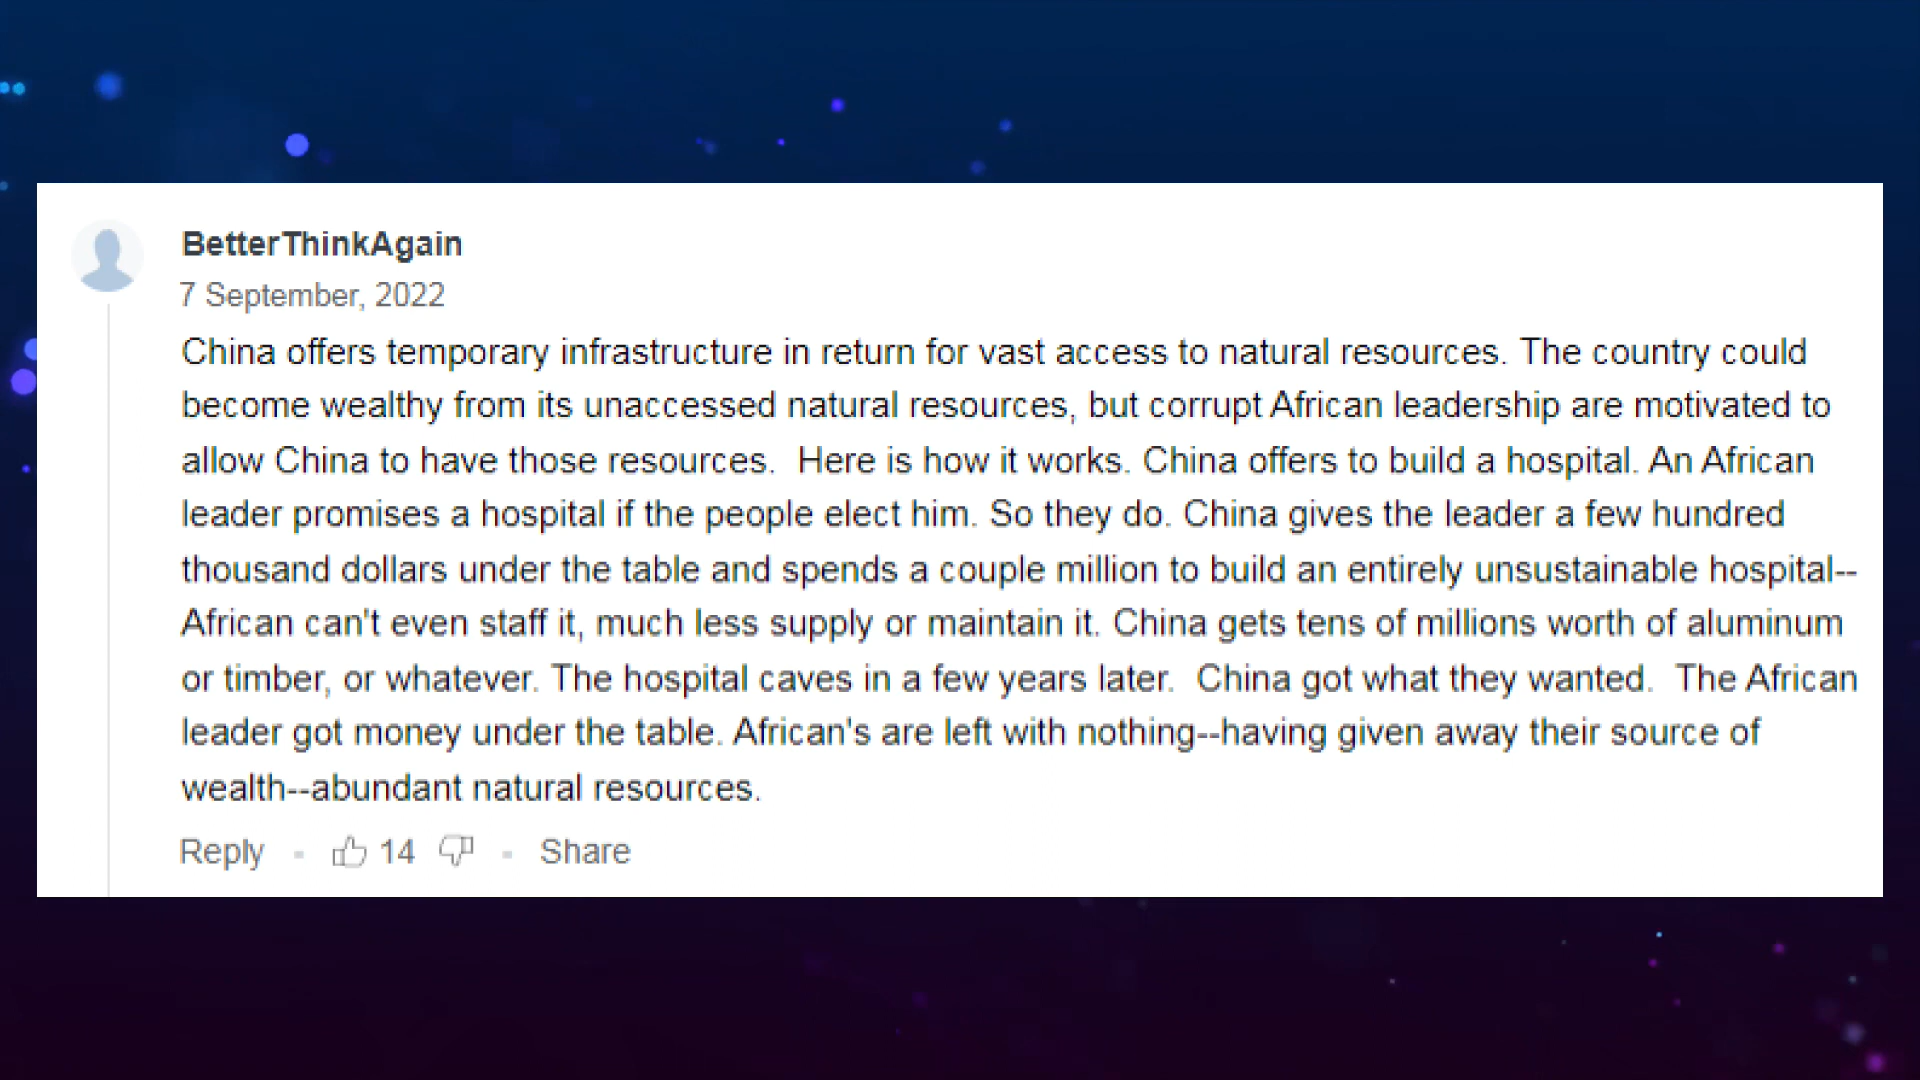 BetterThinkAgain
7 September, 2022
China offers temporary infrastructure in return for vast access to natural resources. The country could
become wealthy from its unaccessed natural resources, but corrupt African leadership are motivated to
allow China to have those resources.  Here is how it works. China offers to build a hospital. An African
leader promises a hospital if the people elect him. So they do. China gives the leader a few hundred
thousand dollars under the table and spends a couple million to build an entirely unsustainable hospital--
African can't even staff it, much less supply or maintain it. China gets tens of millions worth of aluminum
or timber, or whatever. The hospital caves in a few years later.  China got what they wanted.  The African
leader got money under the table. African's are left with nothing--having given away their source of
wealth--abundant natural resources.
Reply 14 Share